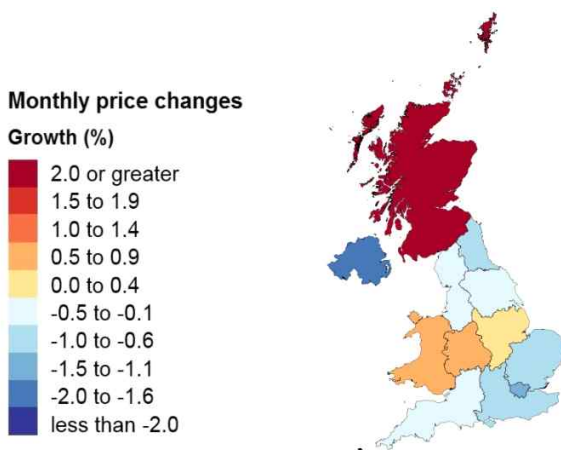 Monthly price changes
Growth (%)
2.0 or greater
1.5 to 1.9
1.0 to 1.4
0.5 to 0.9
0.0 to 0.4
-0.5 to -0.1
-1.0 to -0.6
-1.5 to -1.1
-2.0 to -1.6
less than -2.0